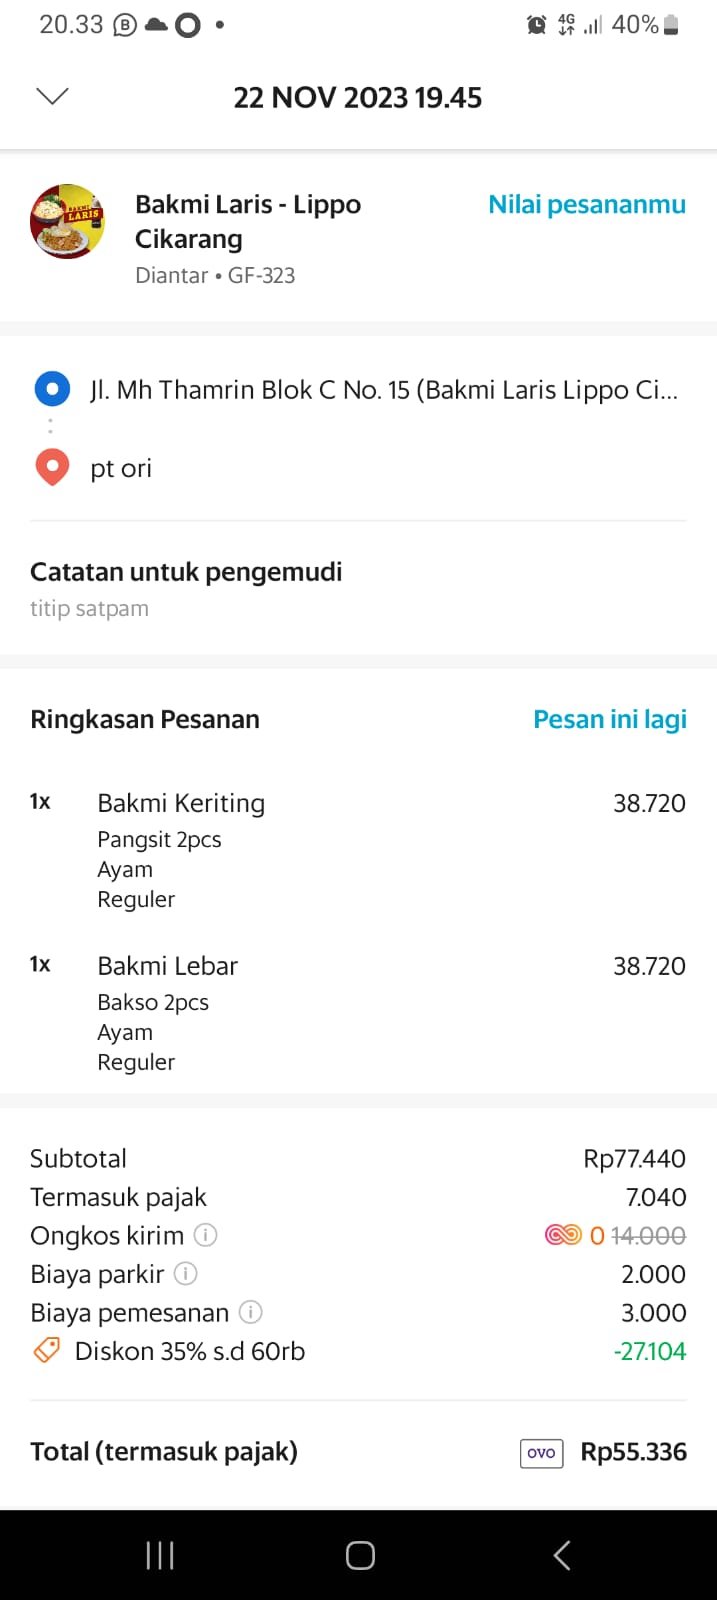 20.33
4G
40%
22 NOV 2023 19.45
BAKMI
LARIS
Bakmi Laris - Lippo
Cikarang
Nilai pesananmu
Diantar • GF-323
Jl. Mh Thamrin Blok C No. 15 (Bakmi Laris Lippo Ci...
pt ori
Catatan untuk pengemudi
titip satpam
Ringkasan Pesanan Pesan ini lagi
1x Bakmi Keriting 38.720
Pangsit 2pcs
Ayam
Reguler
1x Bakmi Lebar 38.720
Bakso 2pcs
Ayam
Reguler
Subtotal Rp77.440
Termasuk pajak 7.040
Ongkos kirim 0 14.000
Biaya parkir 2.000
Biaya pemesanan 3.000
Diskon 35% s.d 60rb -27.104
Total (termasuk pajak) OVO Rp55.336